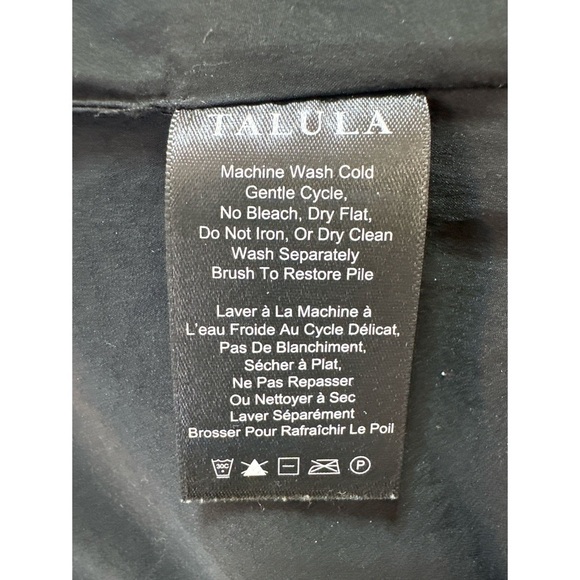 TALULA
Machine Wash Cold
Gentle Cycle,
No Bleach, Dry Flat,
Do Not Iron, Or Dry Clean
Wash Separately
Brush To Restore Pile
Laver à La Machine à
L'eau Froide Au Cycle Délicat,
Pas De Blanchiment,
Sécher à Plat,
Ne Pas Repasser
Ou Nettoyer à Sec
Laver Séparément
Brosser Pour Rafraîchir Le Poil
30C P